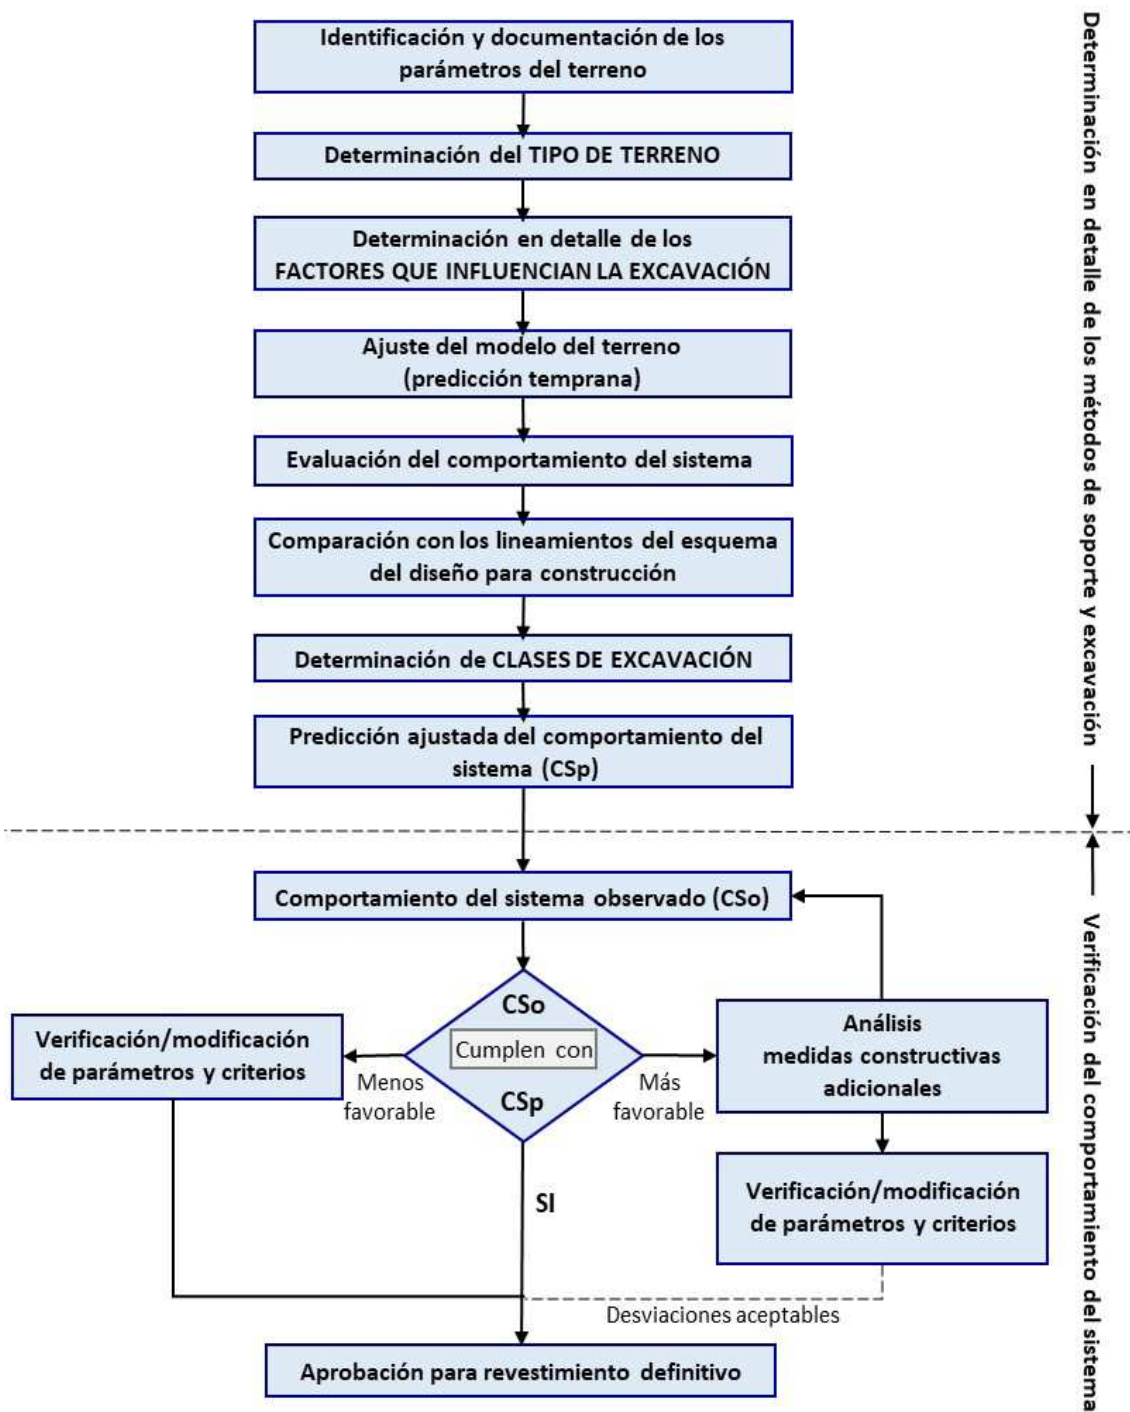 Identificación y documentación de los
parámetros del terreno
Determinación del TIPO DE TERRENO
Determinación en detalle de los
FACTORES QUE INFLUENCIAN LA EXCAVACIÓN
Ajuste del modelo del terreno
(predicción temprana)
Evaluación del comportamiento del sistema
Comparación con los lineamientos del esquema
del diseño para construcción
Determinación de CLASES DE EXCAVACIÓN
Predicción ajustada del comportamiento del
sistema (CSp)
Determinación en detalle de los métodos de soporte y excavación
Comportamiento del sistema observado (CSo)
CSo
Cumplen con
CSp
Menos
favorable
Verificación/modificación
de parámetros y criterios
Más
favorable
Análisis
medidas constructivas
adicionales
Verificación/modificación
de parámetros y criterios
SI
Desviaciones aceptables
Aprobación para revestimiento definitivo
Verificación del comportamiento del sistema